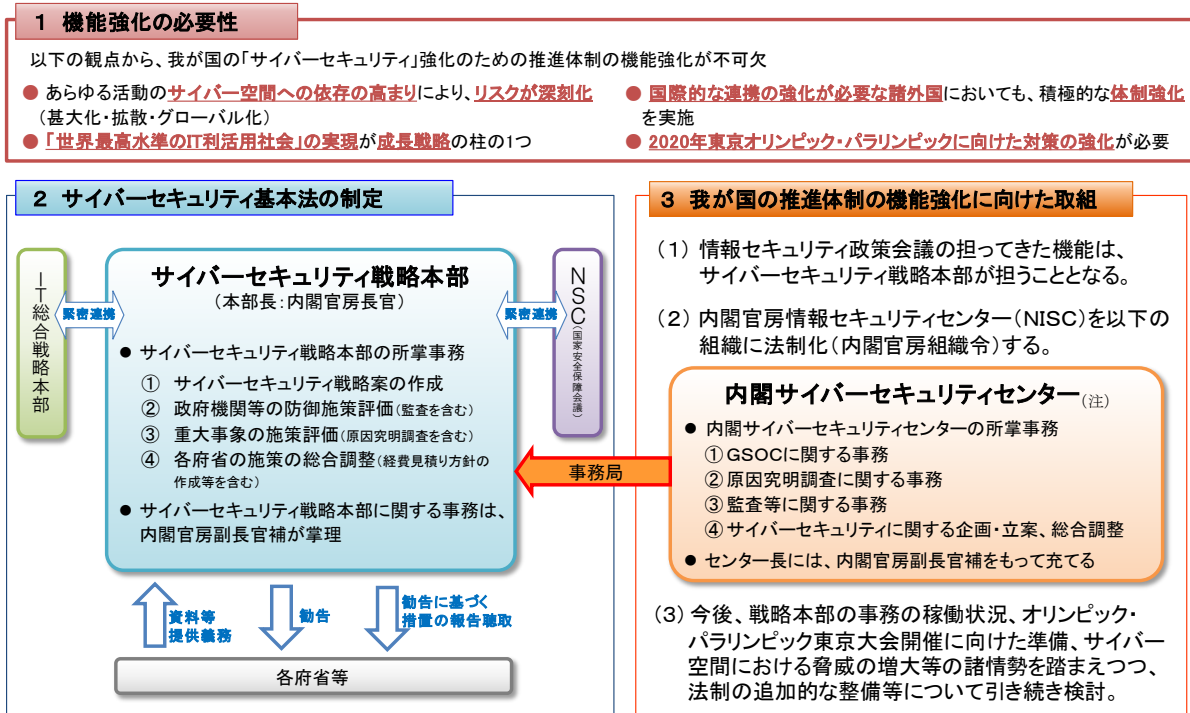 1 機能強化の必要性
以下の観点から、我が国の「サイバーセキュリティ」強化のための推進体制の機能強化が不可欠
● あらゆる活動のサイバー空間への依存の高まりにより、リスクが深刻化
（甚大化・拡散・グローバル化）
● 「世界最高水準のIT利活用社会」の実現が成長戦略の柱の1つ
● 国際的な連携の強化が必要な諸外国においても、積極的な体制強化
を実施
● 2020年東京オリンピック・パラリンピックに向けた対策の強化が必要
2 サイバーセキュリティ基本法の制定
IT総合戦略本部
緊密連携
サイバーセキュリティ戦略本部
（本部長：内閣官房長官）
● サイバーセキュリティ戦略本部の所掌事務
① サイバーセキュリティ戦略案の作成
② 政府機関等の防御施策評価（監査を含む）
③ 重大事象の施策評価（原因究明調査を含む）
④ 各府省の施策の総合調整（経費見積り方針の
作成等を含む）
● サイバーセキュリティ戦略本部に関する事務は、
内閣官房副長官補が掌理
緊密連携
NSC（国家安全保障会議）
資料等
提供義務
勧告
勧告に基づく
措置の報告聴取
各府省等
事務局
3 我が国の推進体制の機能強化に向けた取組
（1）情報セキュリティ政策会議の担ってきた機能は、
サイバーセキュリティ戦略本部が担うこととなる。
（2）内閣官房情報セキュリティセンター（NISC）を以下の
組織に法制化（内閣官房組織令）する。
内閣サイバーセキュリティセンター（注）
● 内閣サイバーセキュリティセンターの所掌事務
①GSOCに関する事務
②原因究明調査に関する事務
③監査等に関する事務
④サイバーセキュリティに関する企画・立案、総合調整
● センター長には、内閣官房副長官補をもって充てる
（3）今後、戦略本部の事務の稼働状況、オリンピック・
パラリンピック東京大会開催に向けた準備、サイバー
空間における脅威の増大等の諸情勢を踏まえつつ、
法制の追加的な整備等について引き続き検討。